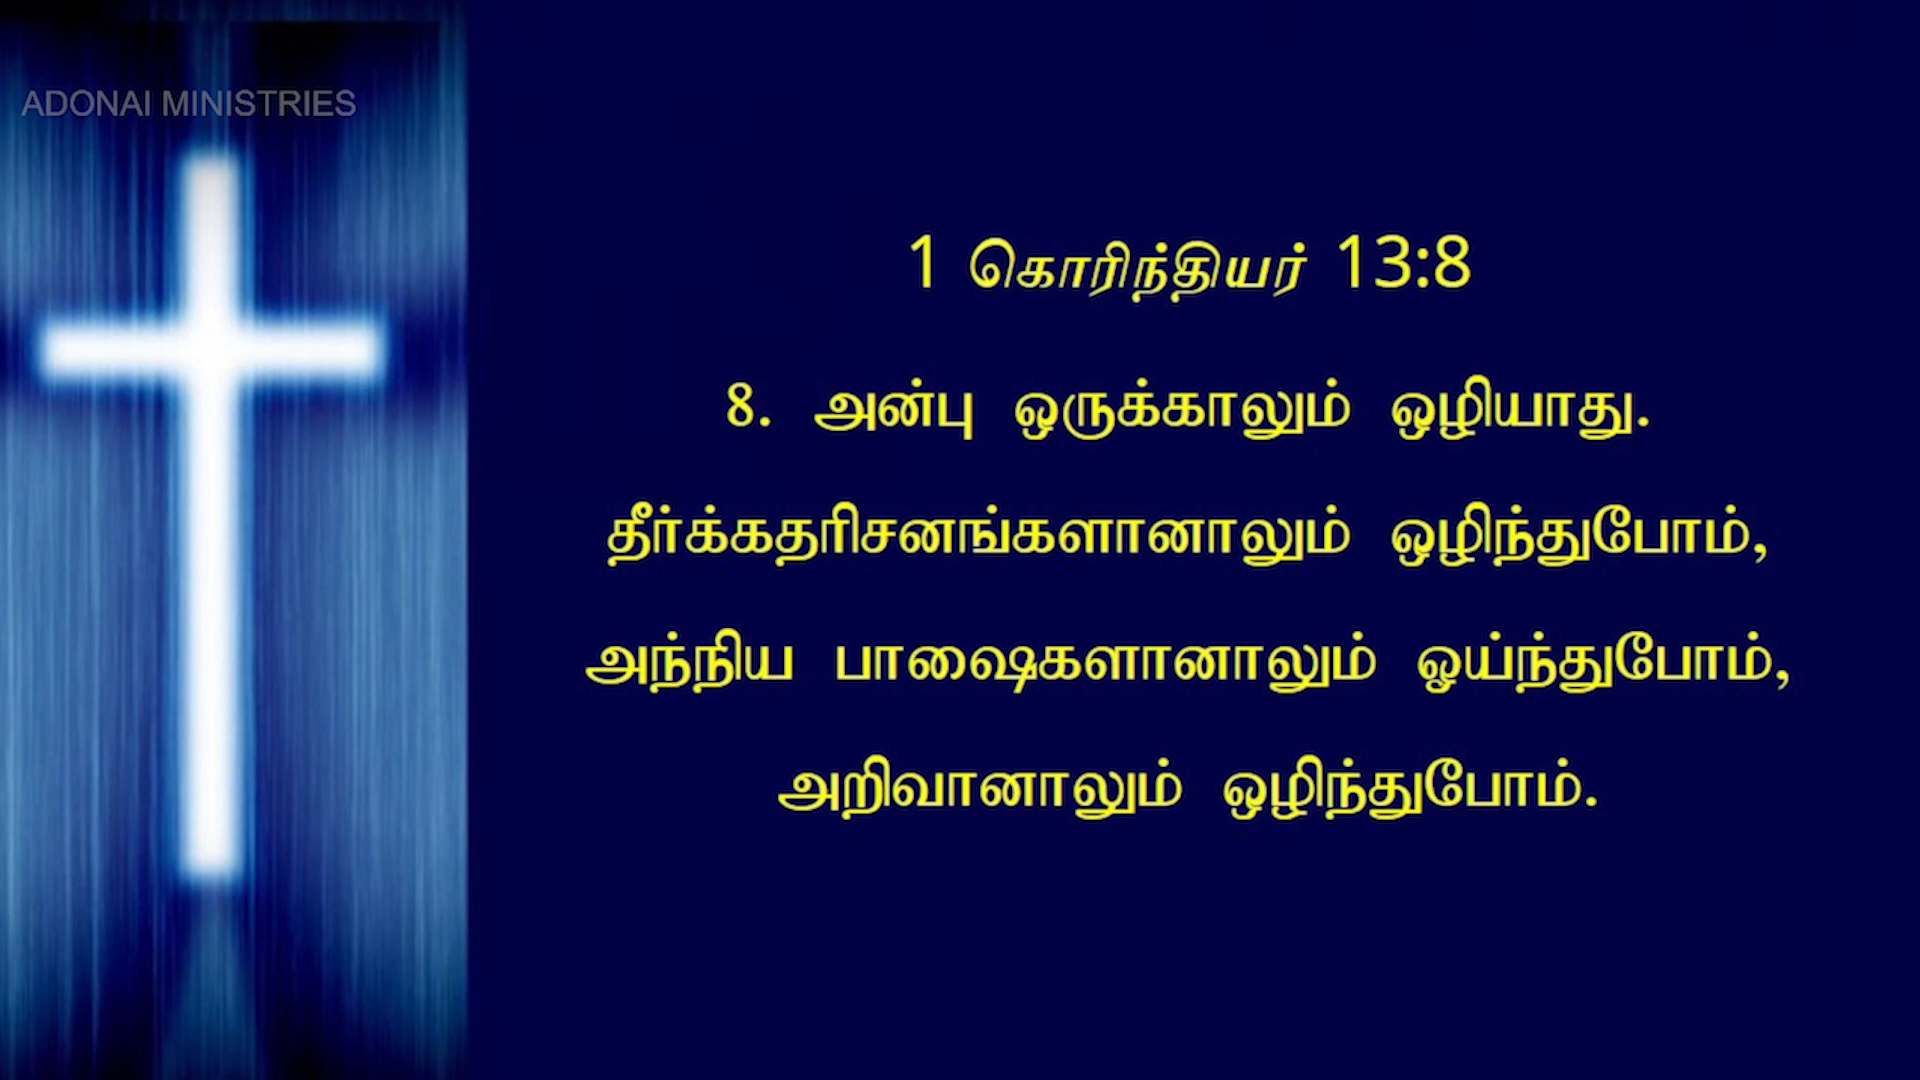 ADONAI MINISTRIES
1 கொரிந்தியர் 13:8
8. அன்பு ஒருக்காலும் ஒழியாது.
தீர்க்கதரிசனங்களானாலும் ஒழிந்துபோம்,
அந்நிய பாஷைகளானாலும் ஓய்ந்துபோம்,
அறிவானாலும் ஒழிந்துபோம்.